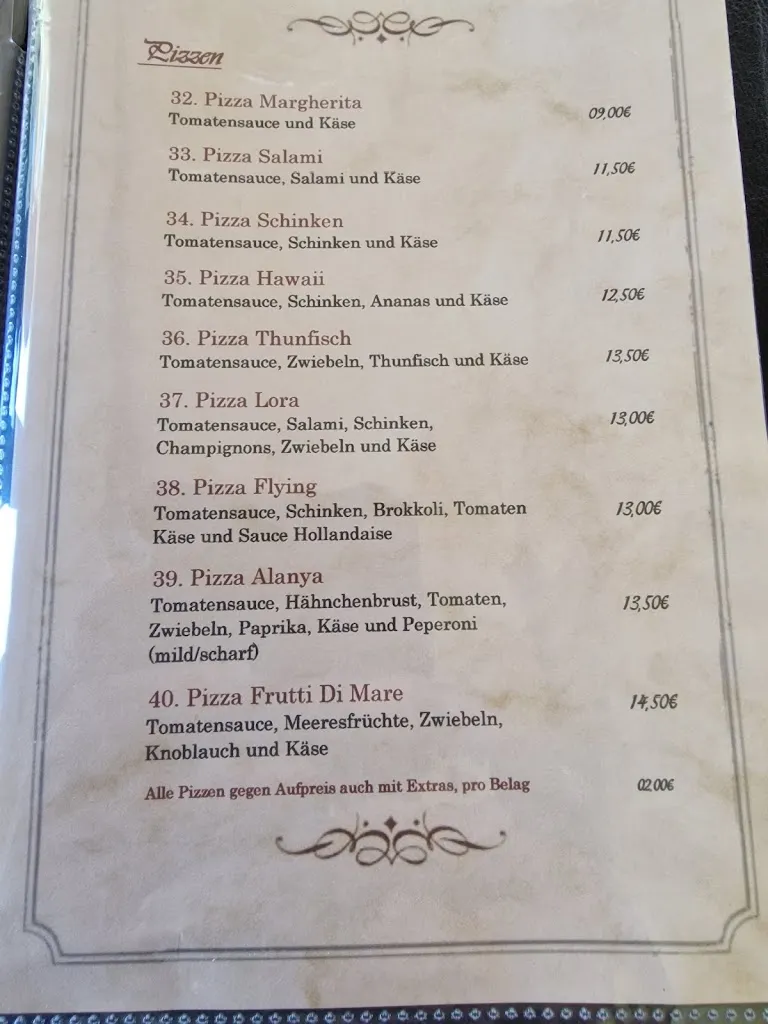 Pizzen
32. Pizza Margherita
Tomatensauce und Käse
09,00€
33. Pizza Salami
Tomatensauce, Salami und Käse
11,50€
34. Pizza Schinken
Tomatensauce, Schinken und Käse
11,50€
35. Pizza Hawaii
Tomatensauce, Schinken, Ananas und Käse
12,50€
36. Pizza Thunfisch
Tomatensauce, Zwiebeln, Thunfisch und Käse
13,50€
37. Pizza Lora
Tomatensauce, Salami, Schinken,
Champignons, Zwiebeln und Käse
13,00€
38. Pizza Flying
Tomatensauce, Schinken, Brokkoli, Tomaten
Käse und Sauce Hollandaise
13,00€
39. Pizza Alanya
Tomatensauce, Hähnchenbrust, Tomaten,
Zwiebeln, Paprika, Käse und Peperoni
(mild/scharf)
13,50€
40. Pizza Frutti Di Mare
Tomatensauce, Meeresfrüchte, Zwiebeln,
Knoblauch und Käse
14,50€
Alle Pizzen gegen Aufpreis auch mit Extras, pro Belag
02.00€